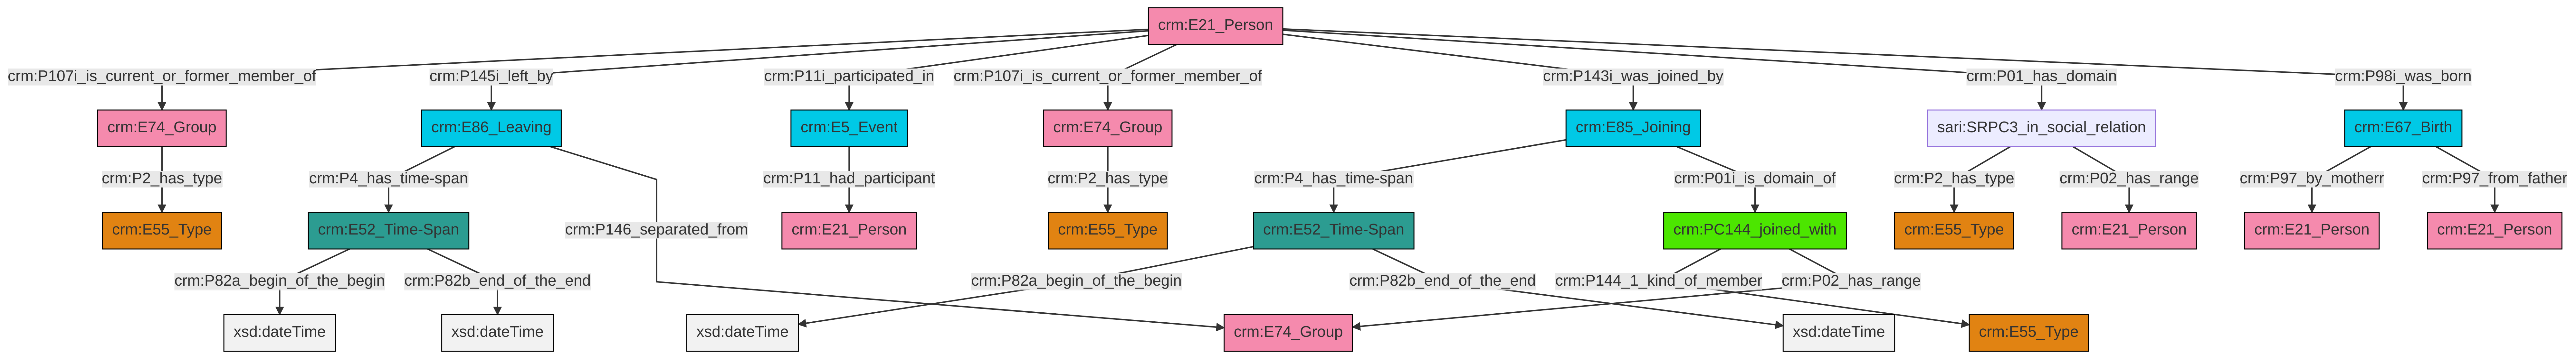 crm:E21_Person
crm:P107i_is_current_or_former_member_of
crm:P145i_left_by
crm:P11i_participated_in
crm:P107i_is_current_or_former_member_of
crm:P143i_was_joined_by
crm:P01_has_domain
crm:P98i_was_born
crm:E74_Group
crm:E86_Leaving
crm:E5_Event
crm:E74_Group
crm:E85_Joining
sari:SRPC3_in_social_relation
crm:E67_Birth
crm:P2_has_type
crm:P4_has_time-span
crm:P11_had_participant
crm:P2_has_type
crm:P4_has_time-span
crm:P01i_is_domain_of
crm:P2_has_type
crm:P02_has_range
crm:P97_by_motherr
crm:P97_from_father
crm:E55_Type
crm:E52_Time-Span
crm:P146_separated_from
crm:E21_Person
crm:E55_Type
crm:E52_Time-Span
crm:PC144_joined_with
crm:E55_Type
crm:E21_Person
crm:E21_Person
crm:E21_Person
crm:P82a_begin_of_the_begin
crm:P82b_end_of_the_end
crm:P82a_begin_of_the_begin
crm:P82b_end_of_the_end
crm:P144_1_kind_of_member
crm:P02_has_range
xsd:dateTime
xsd:dateTime
xsd:dateTime
crm:E74_Group
xsd:dateTime
crm:E55_Type